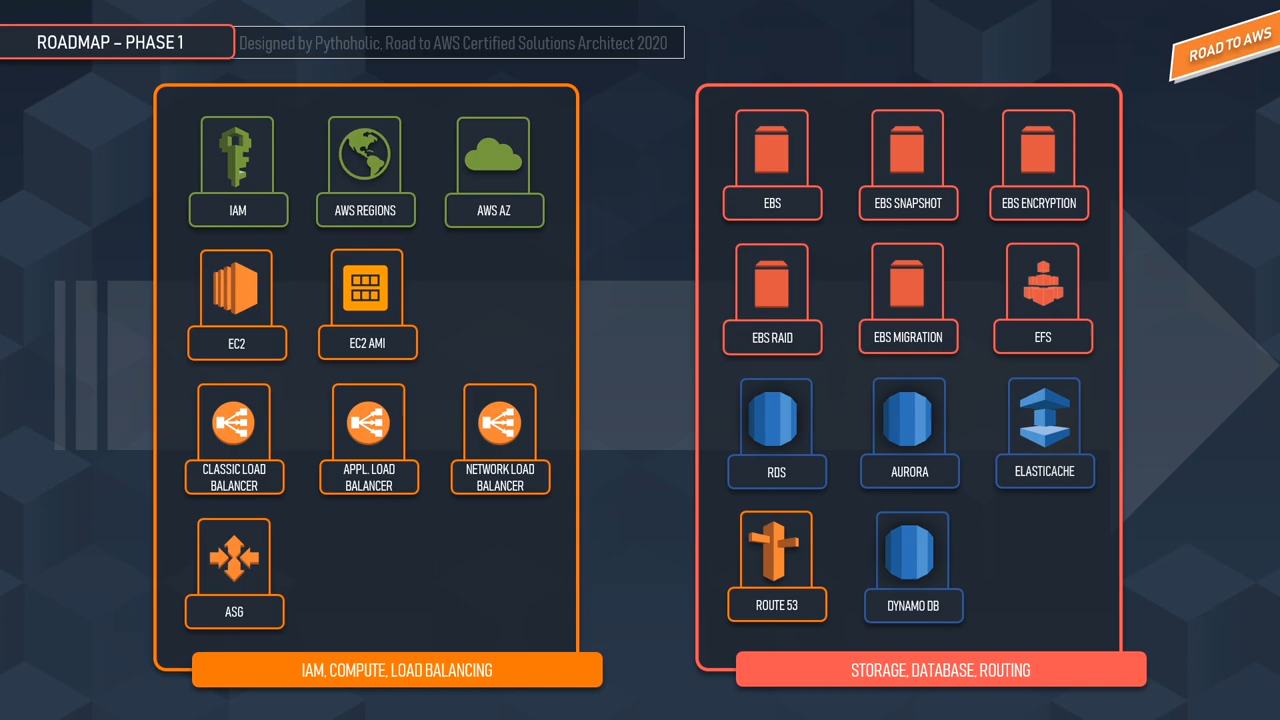 ROADMAP – PHASE 1
Designed by Pythoholic, Road to AWS Certified Solutions Architect 2020
ROAD TO AWS
IAM
AWS REGIONS
AWS AZ
EC2
EC2 AMI
CLASSIC LOAD
BALANCER
APPL. LOAD
BALANCER
NETWORK LOAD
BALANCER
ASG
IAM, COMPUTE, LOAD BALANCING
EBS
EBS SNAPSHOT
EBS ENCRYPTION
EBS RAID
EBS MIGRATION
EFS
RDS
AURORA
ELASTICACHE
ROUTE 53
DYNAMO DB
STORAGE, DATABASE, ROUTING